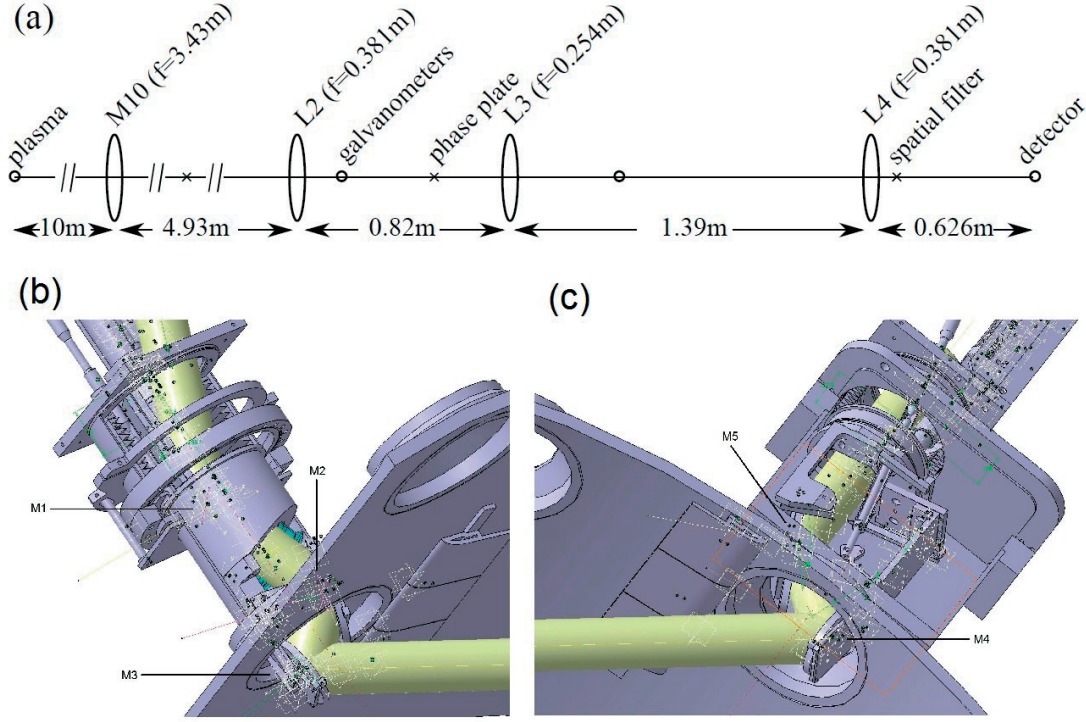 (a)
plasma
M10 (f=3.43m)
L2 (f=0.381m)
galvanometers
phase plate
L3 (f=0.254m)
L4 (f=0.381m)
spatial filter
detector
10m
4.93m
0.82m
1.39m
0.626m
(b)
(c)
M1
M2
M3
M5
M4